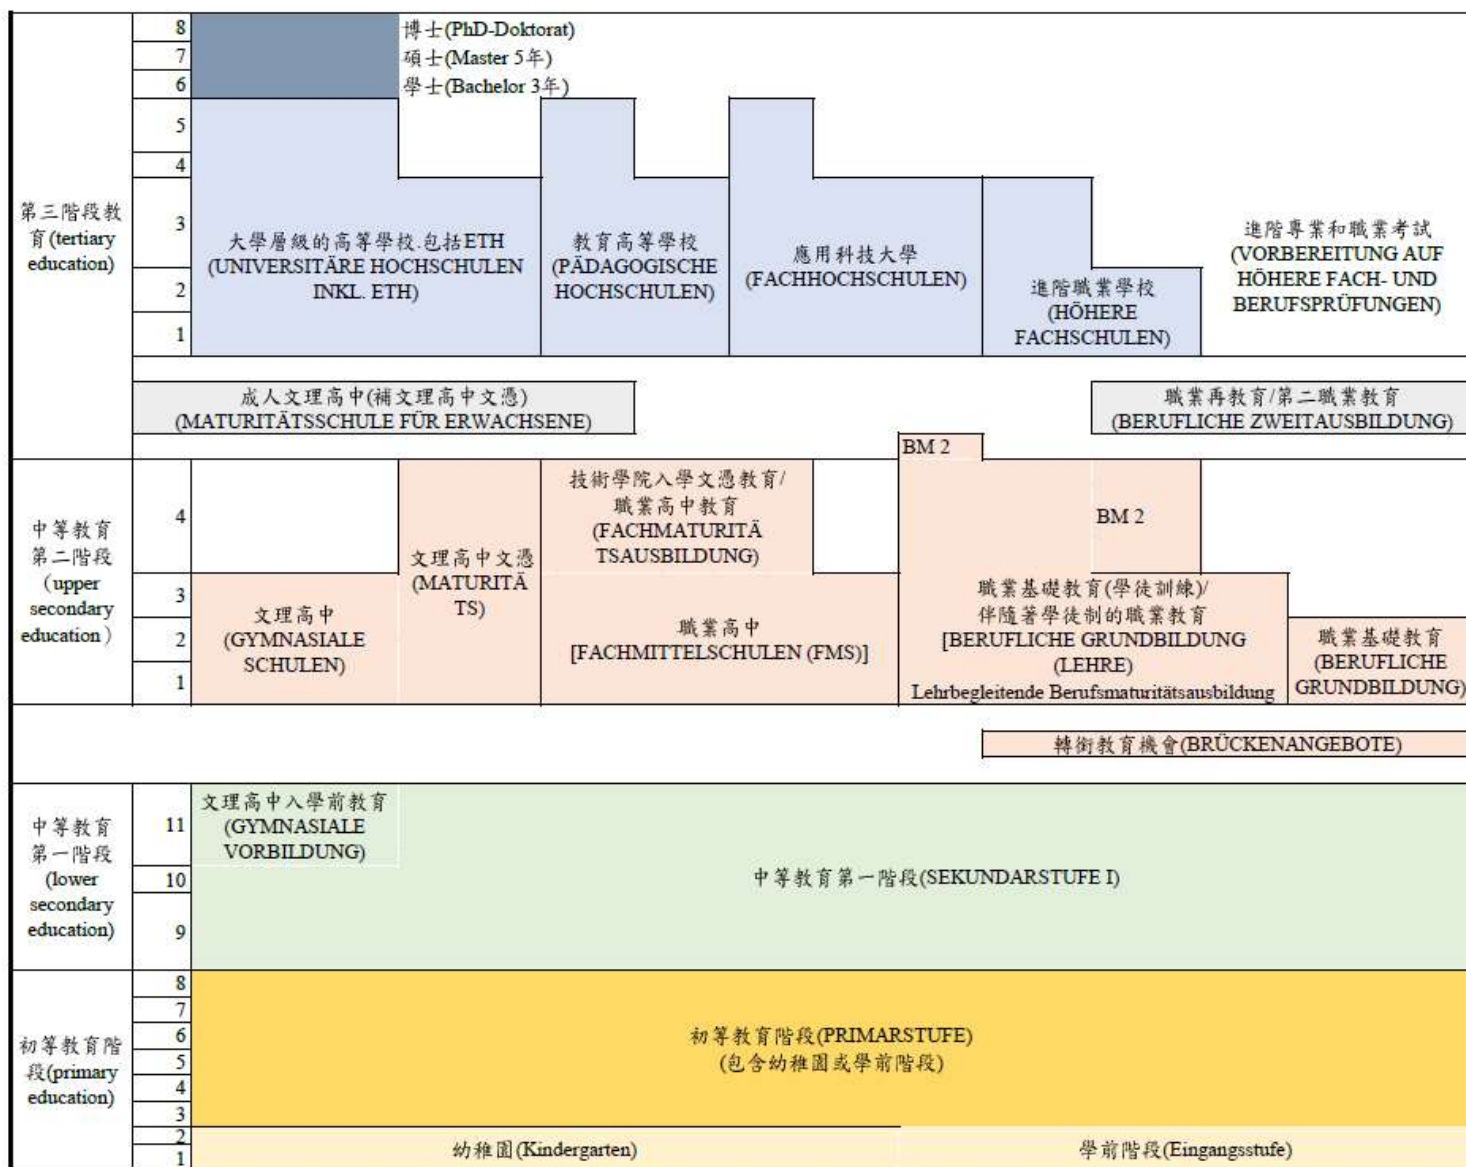 8
博士(PhD-Doktorat)
7
碩士(Master 5年)
6
學士(Bachelor 3年)
5
4
第三階段教
育(tertiary
education)
3
2
1
大學層級的高等學校.包括ETH
(UNIVERSITÄRE HOCHSCHULEN
INKL. ETH)
教育高等學校
(PÄDAGOGISCHE
HOCHSCHULEN)
應用科技大學
(FACHHOCHSCHULEN)
進階職業學校
(HÖHERE
FACHSCHULEN)
進階專業和職業考試
(VORBEREITUNG AUF
HÖHERE FACH- UND
BERUFSPRÜFUNGEN)
成人文理高中(補文理高中文憑)
(MATURITÄTSSCHULE FÜR ERWACHSENE)
職業再教育/第二職業教育
(BERUFLICHE ZWEITAUSBILDUNG)
BM 2
中等教育
第二階段
(upper
secondary
education)
4
3
2
1
文理高中
(GYMNASIALE
SCHULEN)
文理高中文憑
(MATURITÄ
TS)
技術學院入學文憑教育/
職業高中教育
(FACHMATURITÄ
TSAUSBILDUNG)
職業高中
[FACHMITTELSCHULEN (FMS)]
BM 2
職業基礎教育(學徒訓練)/
伴隨著學徒制的職業教育
[BERUFLICHE GRUNDBILDUNG
(LEHRE)
Lehrbegleitende Berufsmaturitätsausbildung
職業基礎教育
(BERUFLICHE
GRUNDBILDUNG)
轉銜教育機會(BRÜCKENANGEBOTE)
中等教育
第一階段
(lower
secondary
education)
11
10
9
文理高中入學前教育
(GYMNASIALE
VORBILDUNG)
中等教育第一階段(SEKUNDARSTUFE I)
初等教育階
段(primary
education)
8
7
6
5
4
3
2
1
初等教育階段(PRIMARSTUFE)
(包含幼稚園或學前階段)
幼稚園(Kindergarten)
學前階段(Eingangsstufe)